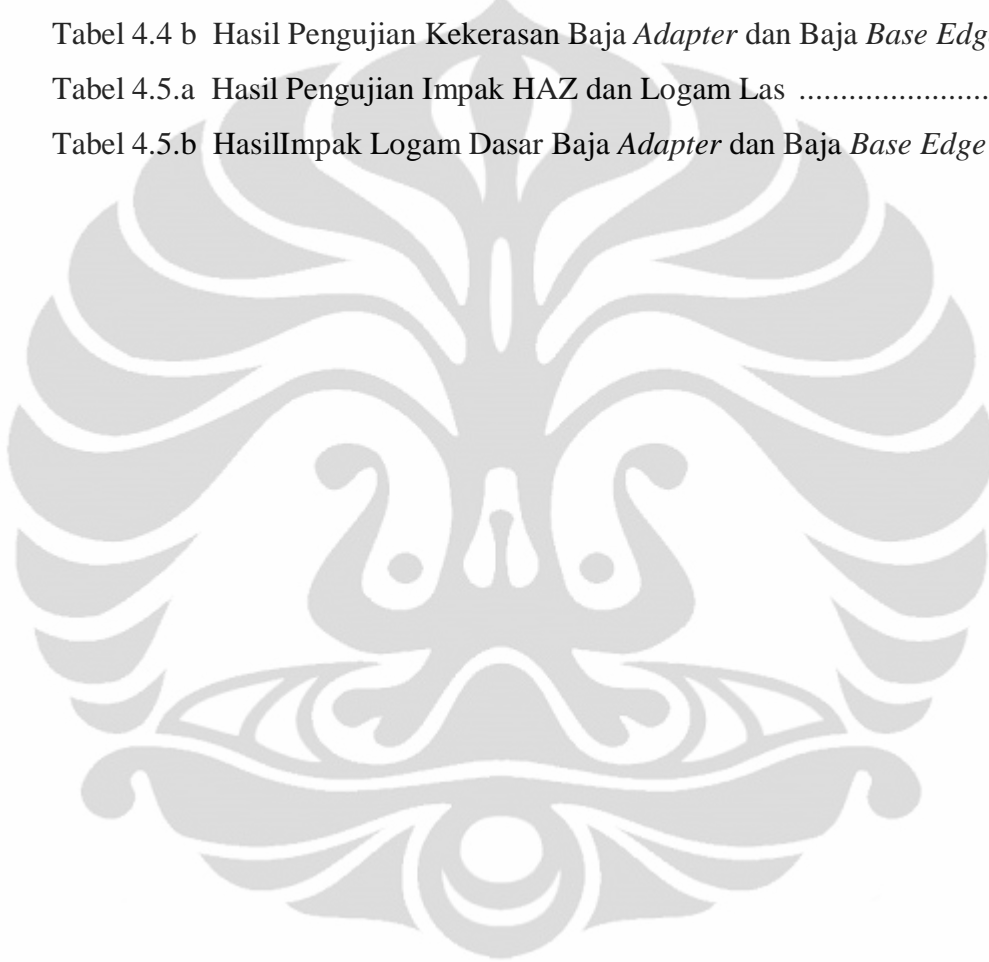 Tabel 4.4 b Hasil Pengujian Kekerasan Baja Adapter dan Baja Base Edg
Tabel 4.5.a Hasil Pengujian Impak HAZ dan Logam Las .......................
Tabel 4.5.b HasilImpak Logam Dasar Baja Adapter dan Baja Base Edge